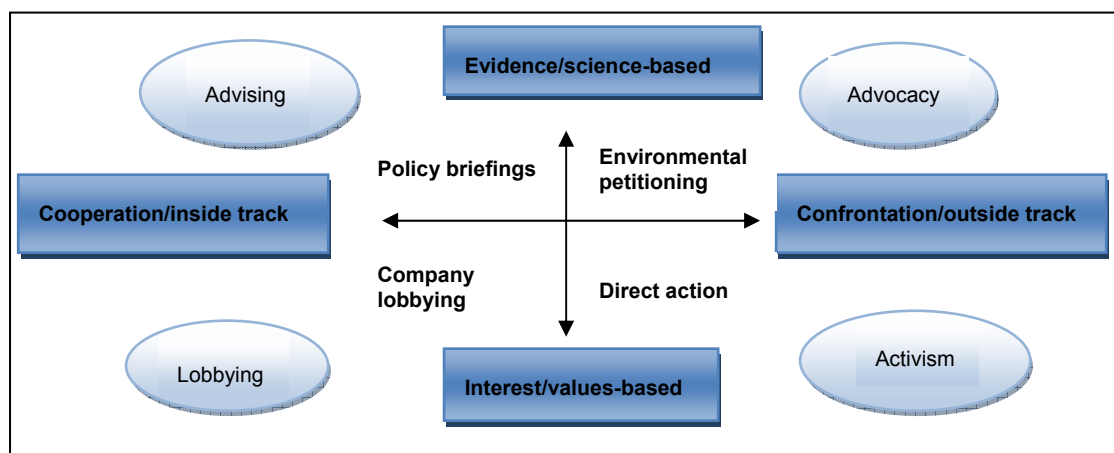 Evidence/science-based
Advising
Advocacy
Policy briefings
Environmental
petitioning
Cooperation/inside track
Confrontation/outside track
Company
lobbying
Direct action
Lobbying
Activism
Interest/values-based